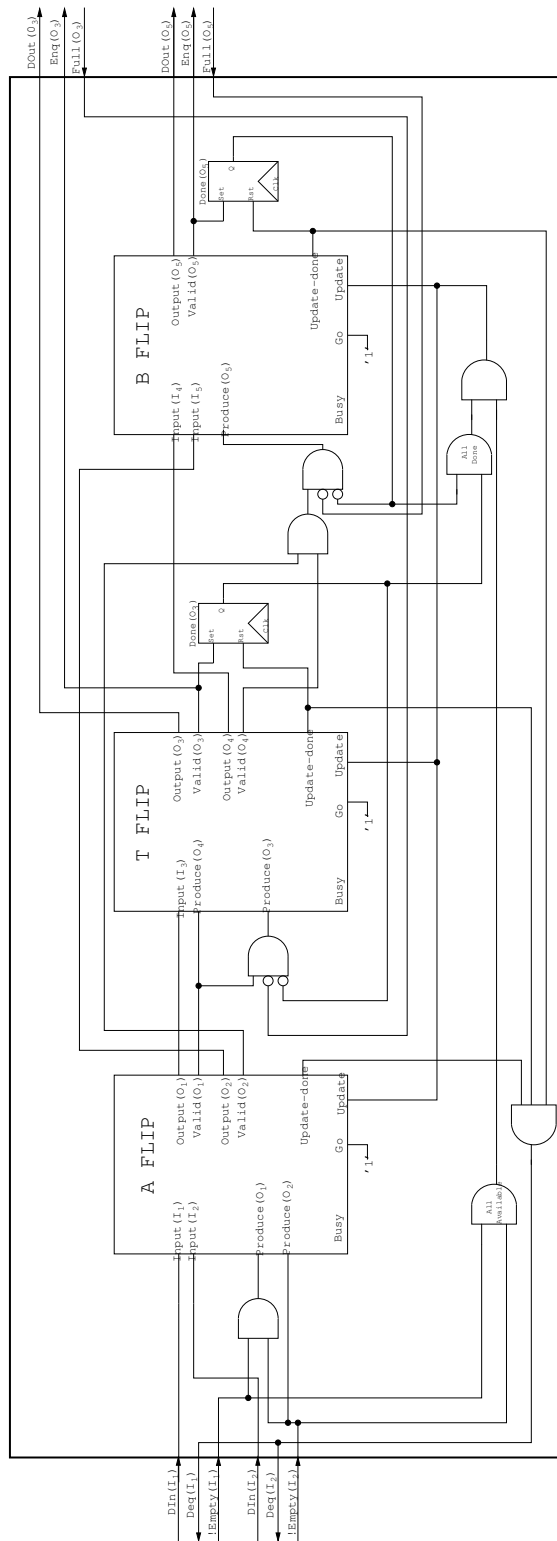 DIn(I₁)
Deq(I₁)
!Empty(I₁)
DIn(I₂)
Deq(I₂)
!Empty(I₂)
A FLIP
Input(I₁)
Input(I₂)
Produce(O₁)
Produce(O₂)
Busy
Output(O₁)
Valid(O₁)
Output(O₂)
Valid(O₂)
Update-done
Go
Update
'1'
All
Available
T FLIP
Input(I₃)
Produce(O₄)
Produce(O₃)
Busy
Output(O₃)
Valid(O₃)
Output(O₄)
Valid(O₄)
Update-done
Go
Update
'1'
Done(O₃)
Set
Q
Rst
Clk
B FLIP
Input(I₄)
Input(I₅)
Produce(O₅)
Busy
Output(O₅)
Valid(O₅)
Update-done
Go
Update
'1'
All
Done
Done(O₅)
Set
Q
Rst
Clk
DOut(O₃)
Enq(O₃)
Full(O₃)
DOut(O₅)
Enq(O₅)
Full(O₅)